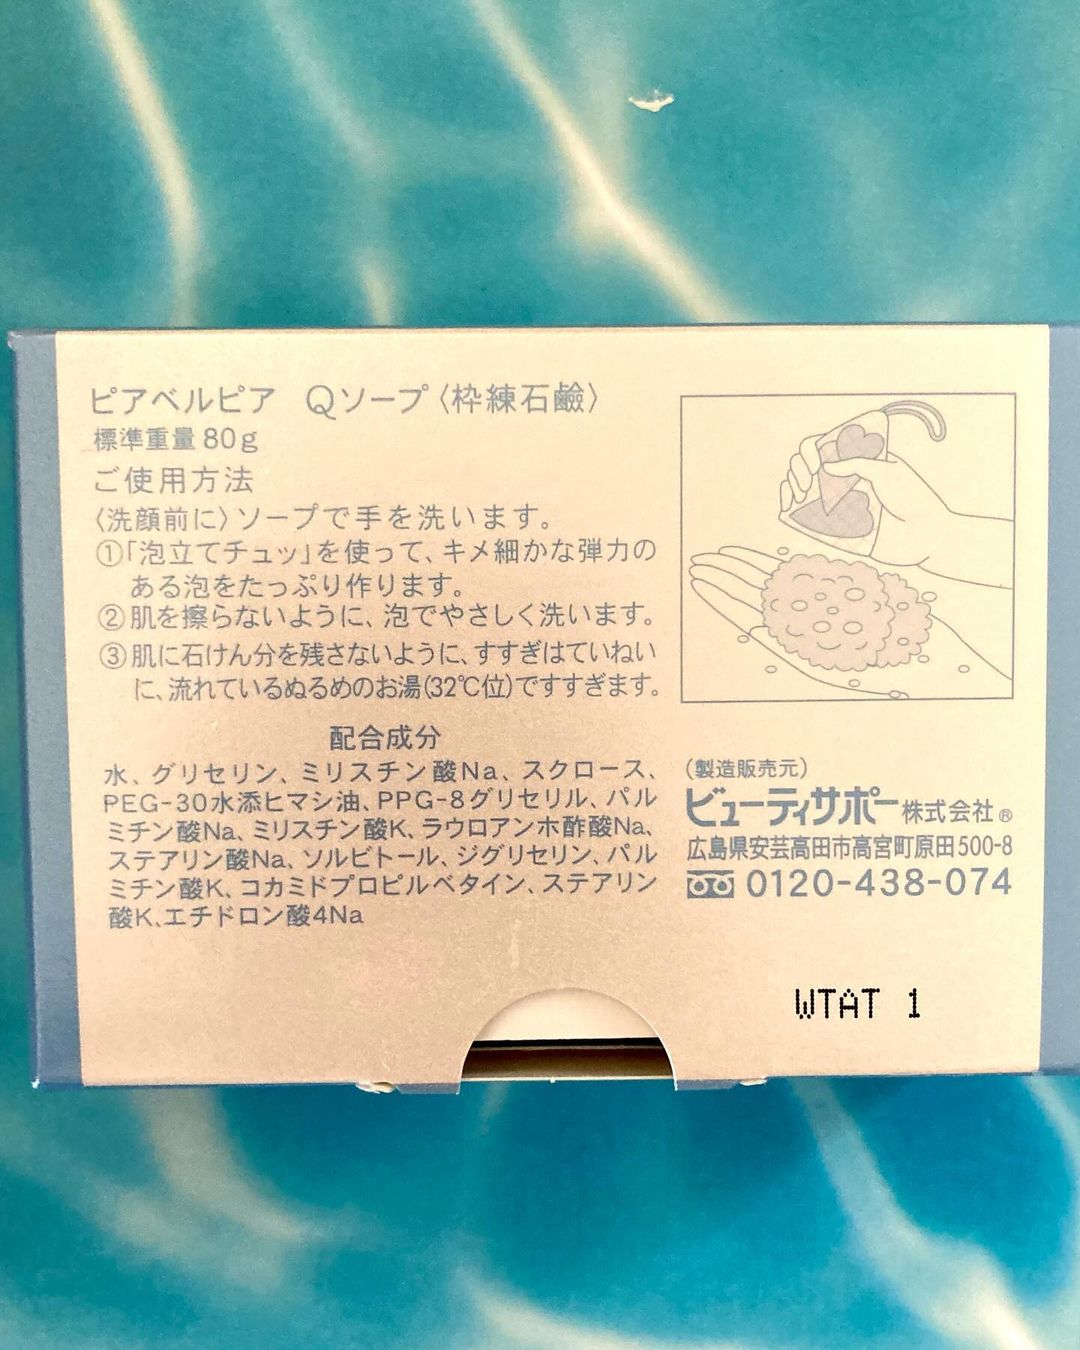 ピアベルピア Qソープ〈枠練石鹼〉
標準重量80g
ご使用方法
〈洗顔前に〉ソープで手を洗います。
①「泡立てチュッ」を使って、キメ細かな弾力の
ある泡をたっぷり作ります。
②肌を擦らないように、泡でやさしく洗います。
③肌に石けん分を残さないように、すすぎはていねい
に、流れているぬるめのお湯(32℃位)ですすぎます。
配合成分
水、グリセリン、ミリスチン酸Na、スクロース、
PEG-30水添ヒマシ油、PPG-8グリセリル、パル
ミチン酸Na、ミリスチン酸K、ラウロアンホ酢酸Na、
ステアリン酸Na、ソルビトール、ジグリセリン、パル
ミチン酸K、コカミドプロピルベタイン、ステアリン
酸K、エチドロン酸4Na
(製造販売元)
ビューティサポー株式会社®
広島県安芸高田市高宮町原田500-8
0120-438-074
WTAT 1